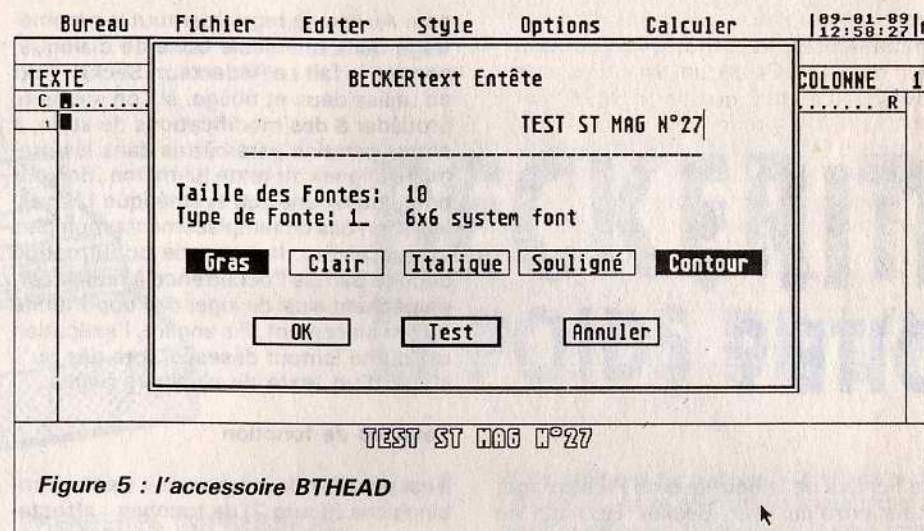 Bureau Fichier Editer Style Options Calculer 09-01-89
12:58:27
TEXTE BECKERtext Entête COLONNE 1
C R
TEST ST MAG N°27
Taille des Fontes: 10
Type de Fonte: 1_ 6x6 system font
Gras Clair Italique Souligné Contour
OK Test Annuler
TEST ST MAG N°27
Figure 5 : l'accessoire BTHEAD